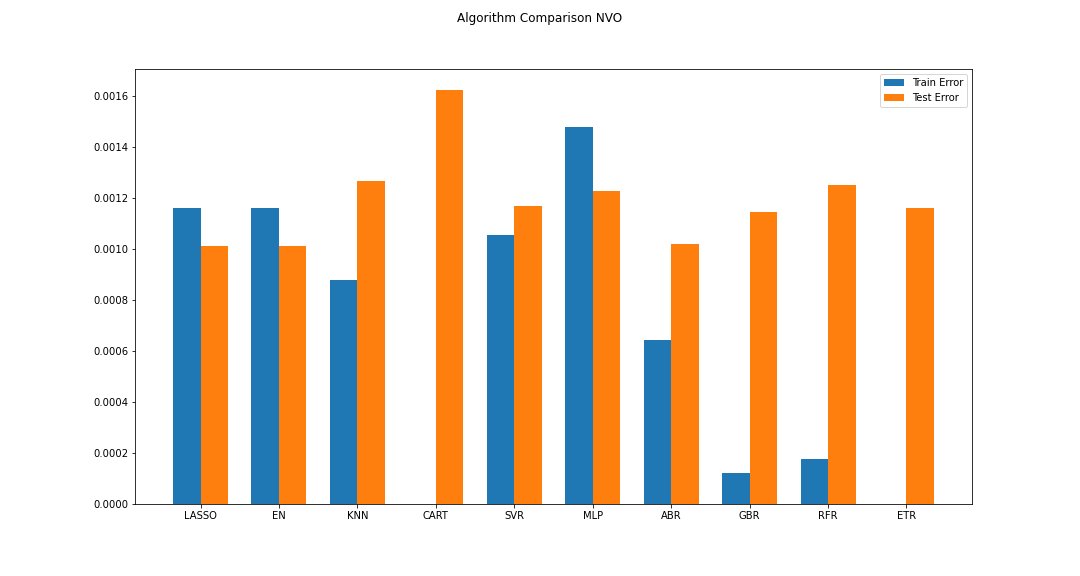 Algorithm Comparison NVO
Train Error
Test Error
0.0016
0.0014
0.0012
0.0010
0.0008
0.0006
0.0004
0.0002
0.0000
LASSO EN KNN CART SVR MLP ABR GBR RFR ETR